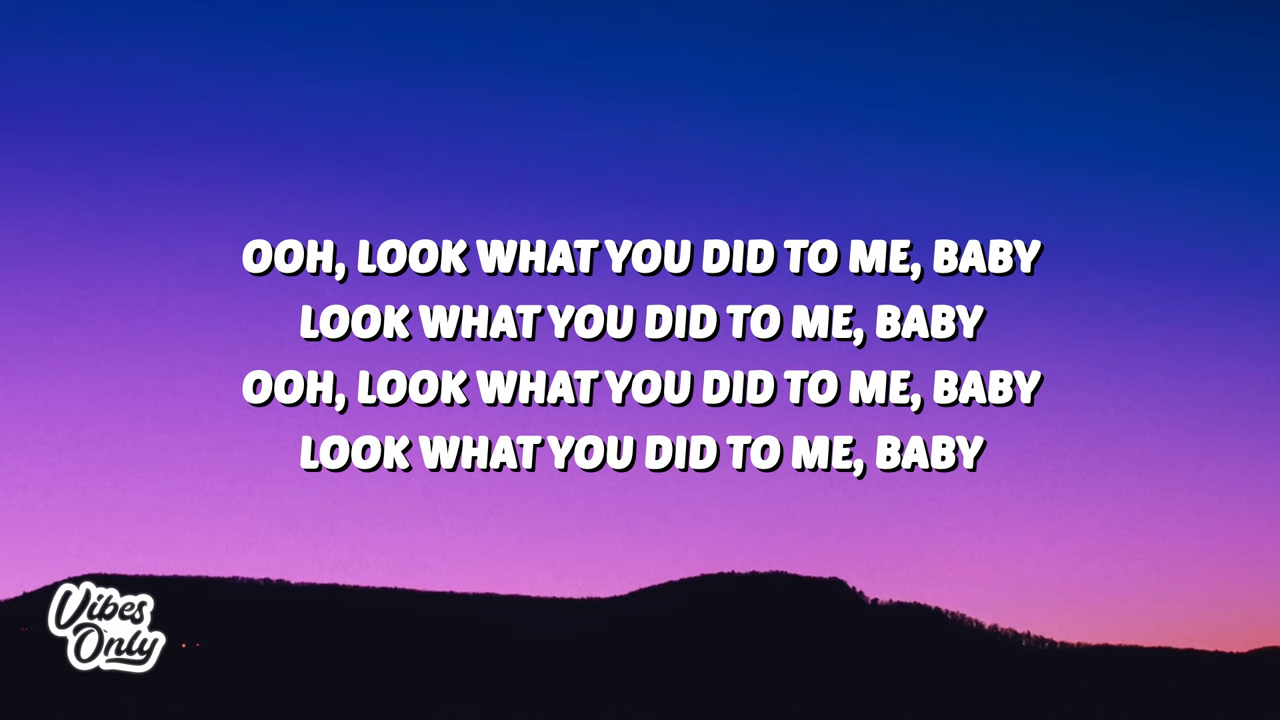 OOH, LOOK WHAT YOU DID TO ME, BABY
LOOK WHAT YOU DID TO ME, BABY
OOH, LOOK WHAT YOU DID TO ME, BABY
LOOK WHAT YOU DID TO ME, BABY
Vibes
Only